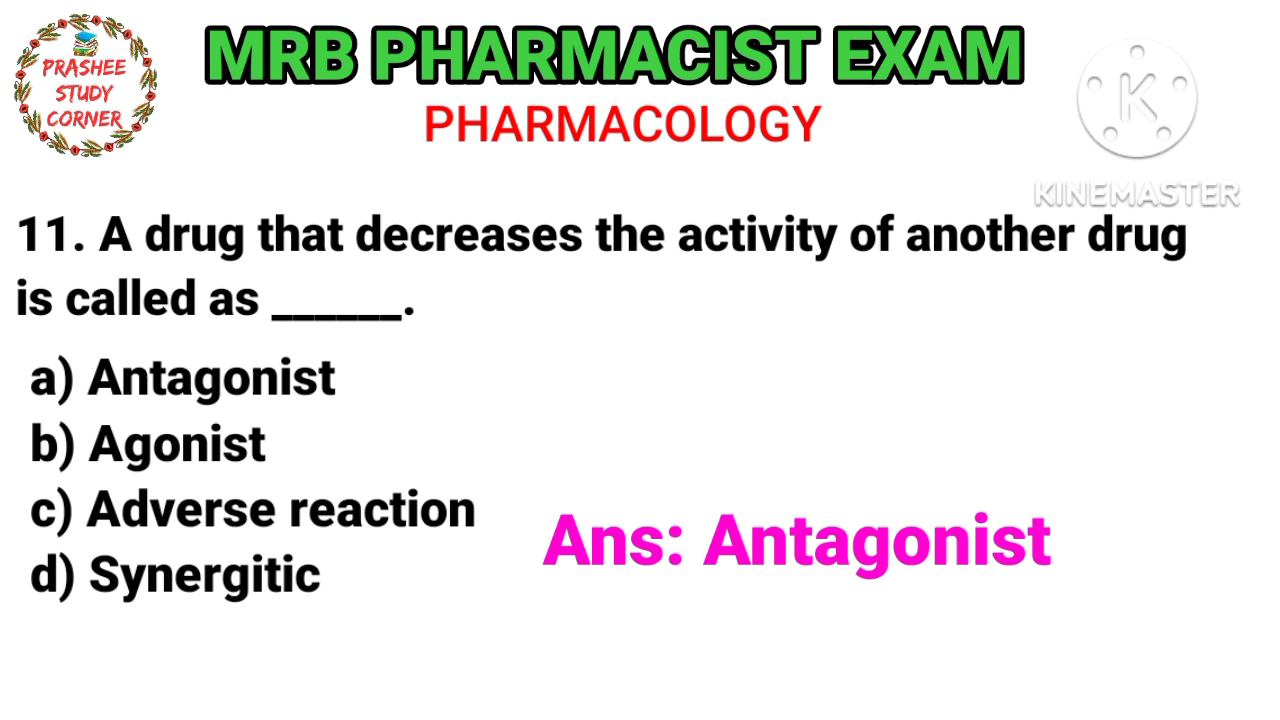 PRASHEE
STUDY
CORNER
MRB PHARMACIST EXAM
PHARMACOLOGY
K
KINEMASTER
11. A drug that decreases the activity of another drug
is called as ______.
a) Antagonist
b) Agonist
c) Adverse reaction
d) Synergitic
Ans: Antagonist